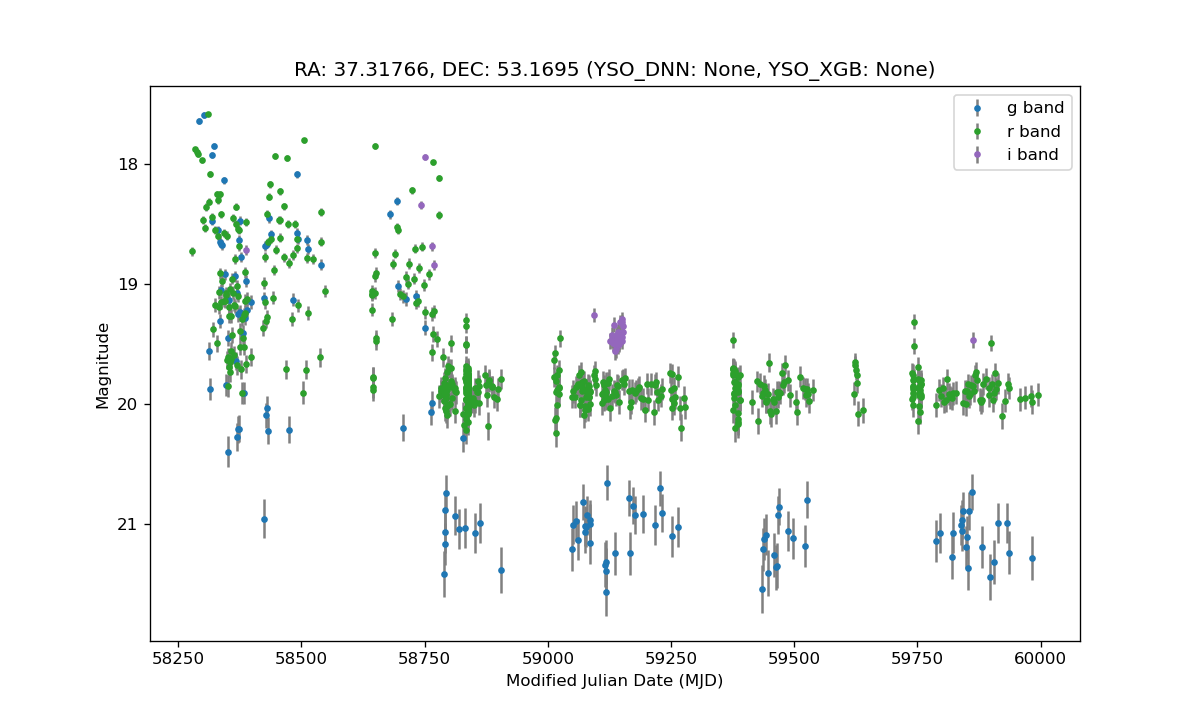 RA: 37.31766, DEC: 53.1695 (YSO_DNN: None, YSO_XGB: None)
g band
r band
i band
18
19
20
21
Magnitude
58250 58500 58750 59000 59250 59500 59750 60000
Modified Julian Date (MJD)